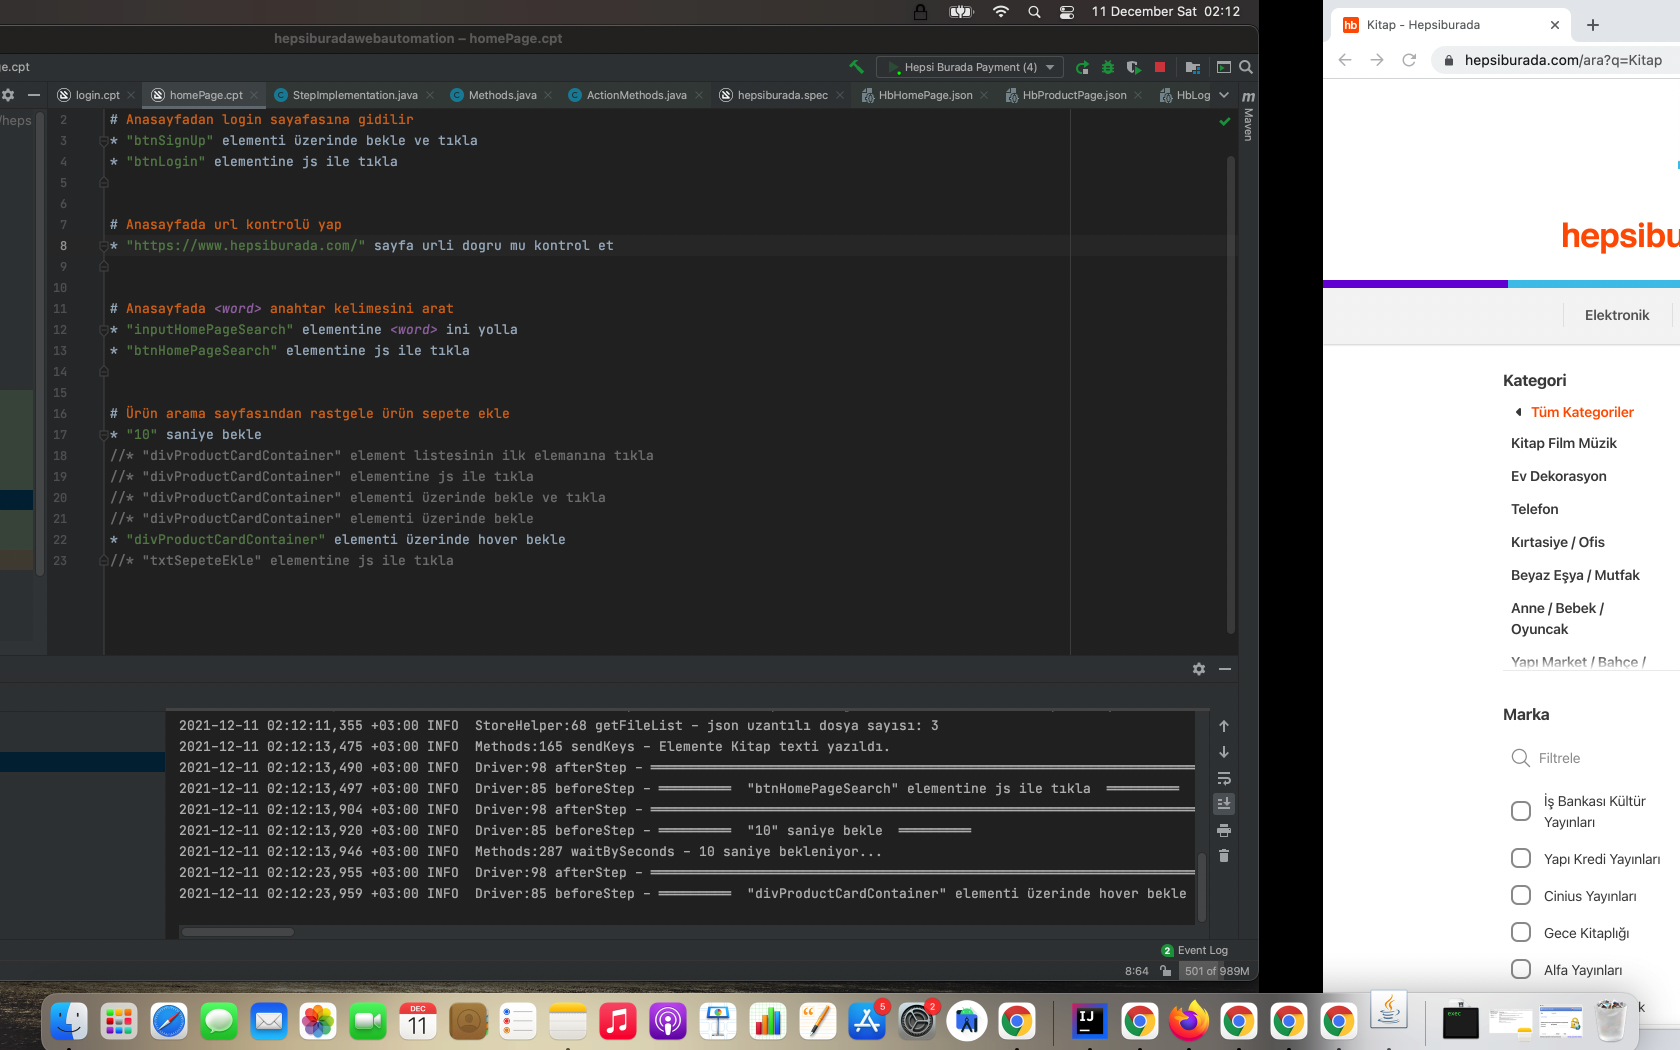 11 December Sat 02:12
hepsiburadawebautomation – homePage.cpt
e.cpt
Hepsi Burada Payment (4)
login.cpt
homePage.cpt
StepImplementation.java
Methods.java
ActionMethods.java
hepsiburada.spec
HbHomePage.json
HbProductPage.json
HbLog
m
Maven
/heps
2 # Anasayfadan login sayafasına gidilir
3 * "btnSignUp" elementi üzerinde bekle ve tıkla
4 * "btnLogin" elementine js ile tıkla
5
6
7 # Anasayfada url kontrolü yap
8 * "https://www.hepsiburada.com/" sayfa urli dogru mu kontrol et
9
10
11 # Anasayfada <word> anahtar kelimesini arat
12 * "inputHomePageSearch" elementine <word> ini yolla
13 * "btnHomePageSearch" elementine js ile tıkla
14
15
16 # Ürün arama sayfasından rastgele ürün sepete ekle
17 * "10" saniye bekle
18 //* "divProductCardContainer" element listesinin ilk elemanına tıkla
19 //* "divProductCardContainer" elementine js ile tıkla
20 //* "divProductCardContainer" elementi üzerinde bekle ve tıkla
21 //* "divProductCardContainer" elementi üzerinde bekle
22 * "divProductCardContainer" elementi üzerinde hover bekle
23 //* "txtSepeteEkle" elementine js ile tıkla
2021-12-11 02:12:11,355 +03:00 INFO  StoreHelper:68 getFileList - json uzantılı dosya sayısı: 3
2021-12-11 02:12:13,475 +03:00 INFO  Methods:165 sendKeys - Elemente Kitap texti yazıldı.
2021-12-11 02:12:13,490 +03:00 INFO  Driver:98 afterStep - ═══════════════════════════════════
2021-12-11 02:12:13,497 +03:00 INFO  Driver:85 beforeStep - ═════════  "btnHomePageSearch" elementine js ile tıkla  ═════════
2021-12-11 02:12:13,904 +03:00 INFO  Driver:98 afterStep - ═══════════════════════════════════
2021-12-11 02:12:13,920 +03:00 INFO  Driver:85 beforeStep - ═════════  "10" saniye bekle  ═════════
2021-12-11 02:12:13,946 +03:00 INFO  Methods:287 waitBySeconds - 10 saniye bekleniyor...
2021-12-11 02:12:23,955 +03:00 INFO  Driver:98 afterStep - ═══════════════════════════════════
2021-12-11 02:12:23,959 +03:00 INFO  Driver:85 beforeStep - ═════════  "divProductCardContainer" elementi üzerinde hover bekle
2 Event Log
8:64
501 of 989M
hb Kitap - Hepsiburada
hepsiburada.com/ara?q=Kitap
hepsibu
Elektronik
Kategori
Tüm Kategoriler
Kitap Film Müzik
Ev Dekorasyon
Telefon
Kırtasiye / Ofis
Beyaz Eşya / Mutfak
Anne / Bebek /
Oyuncak
Yapı Market / Bahçe /
Marka
Filtrele
İş Bankası Kültür
Yayınları
Yapı Kredi Yayınları
Cinius Yayınları
Gece Kitaplığı
Alfa Yayınları
k
DEC
11
5
2
IJ
EXEC